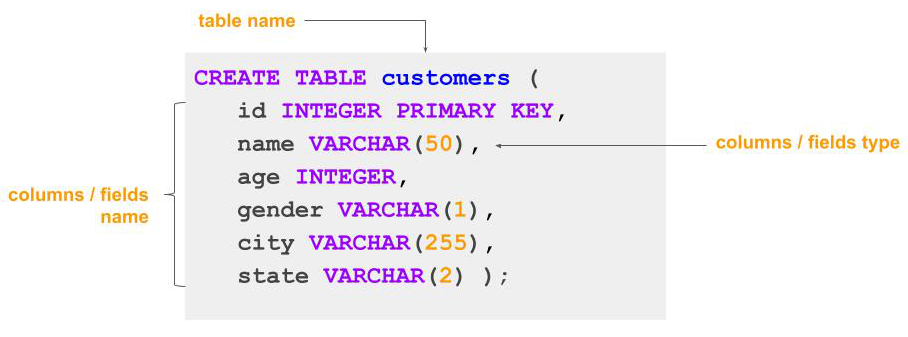 table name
CREATE TABLE customers (
id INTEGER PRIMARY KEY,
name VARCHAR(50),
columns / fields type
age INTEGER,
columns / fields
name
gender VARCHAR(1),
city VARCHAR(255),
state VARCHAR(2) );